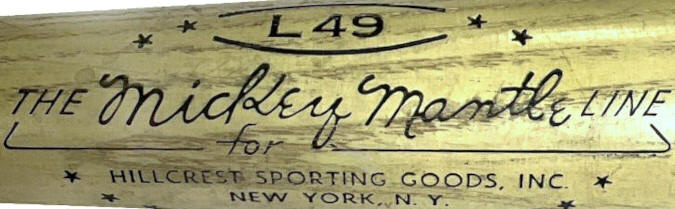 L49
THE Mickey Mantle LINE
for
HILLCREST SPORTING GOODS, INC.
NEW YORK, N. Y.